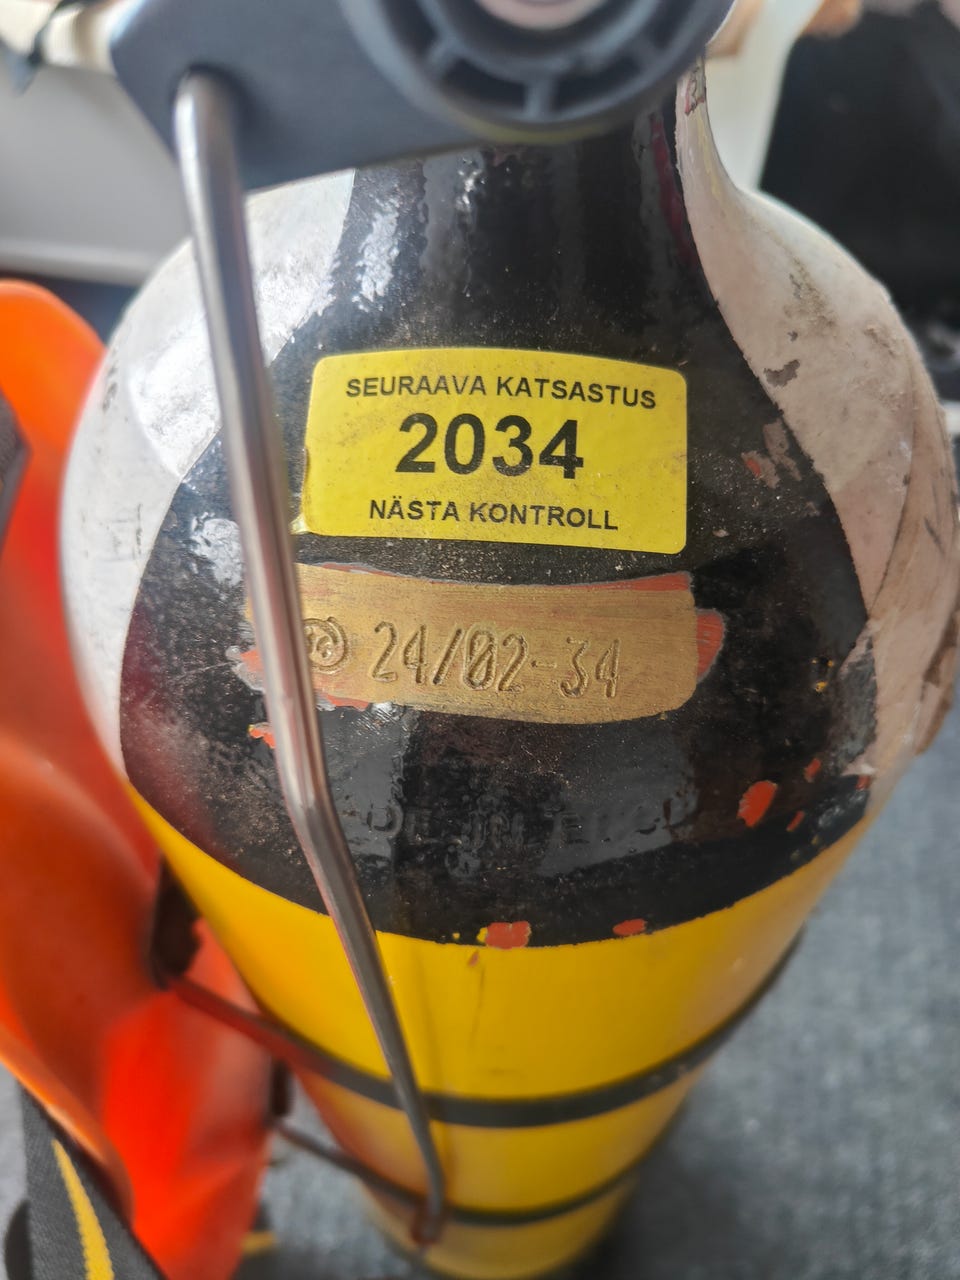 SEURAAVA KATSASTUS
2034
NÄSTA KONTROLL
24/02-34